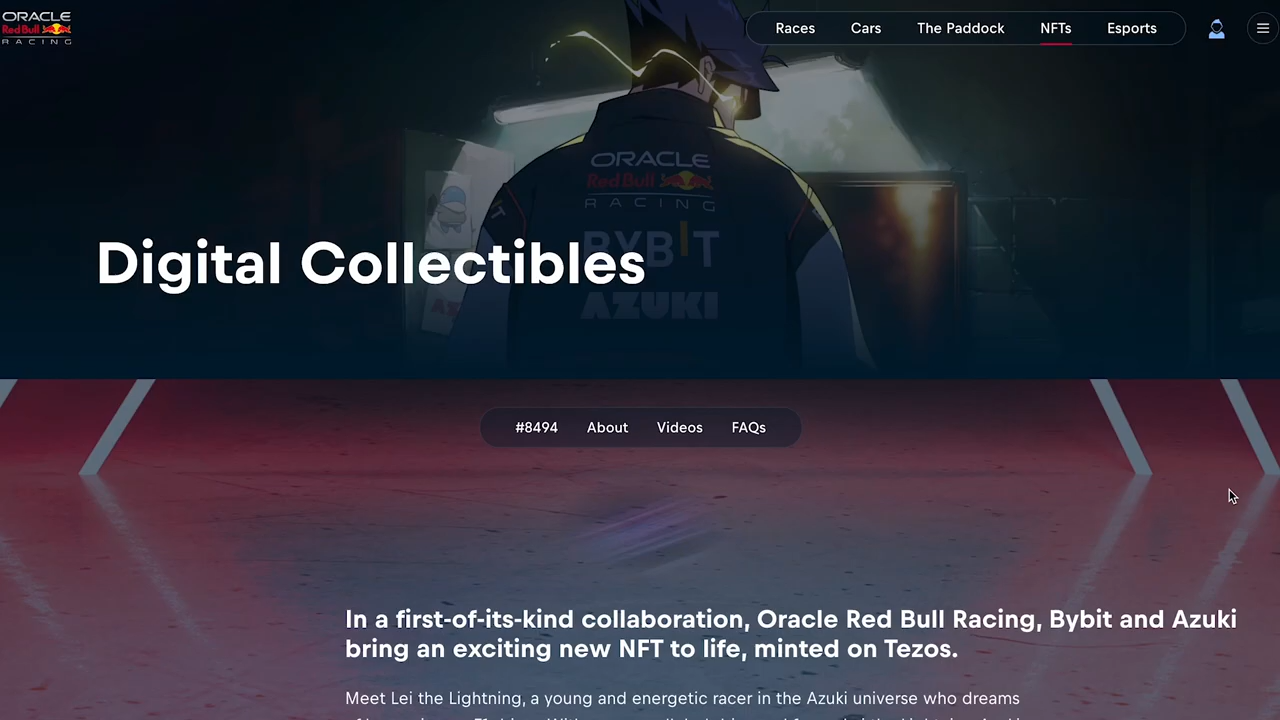 ORACLE
Red Bull
RACING
Races
Cars
The Paddock
NFTs
Esports
ORACLE
Red Bull
RACING
BYBIT
AZUKI
Digital Collectibles
#8494
About
Videos
FAQs
In a first-of-its-kind collaboration, Oracle Red Bull Racing, Bybit and Azuki
bring an exciting new NFT to life, minted on Tezos.
Meet Lei the Lightning, a young and energetic racer in the Azuki universe who dreams